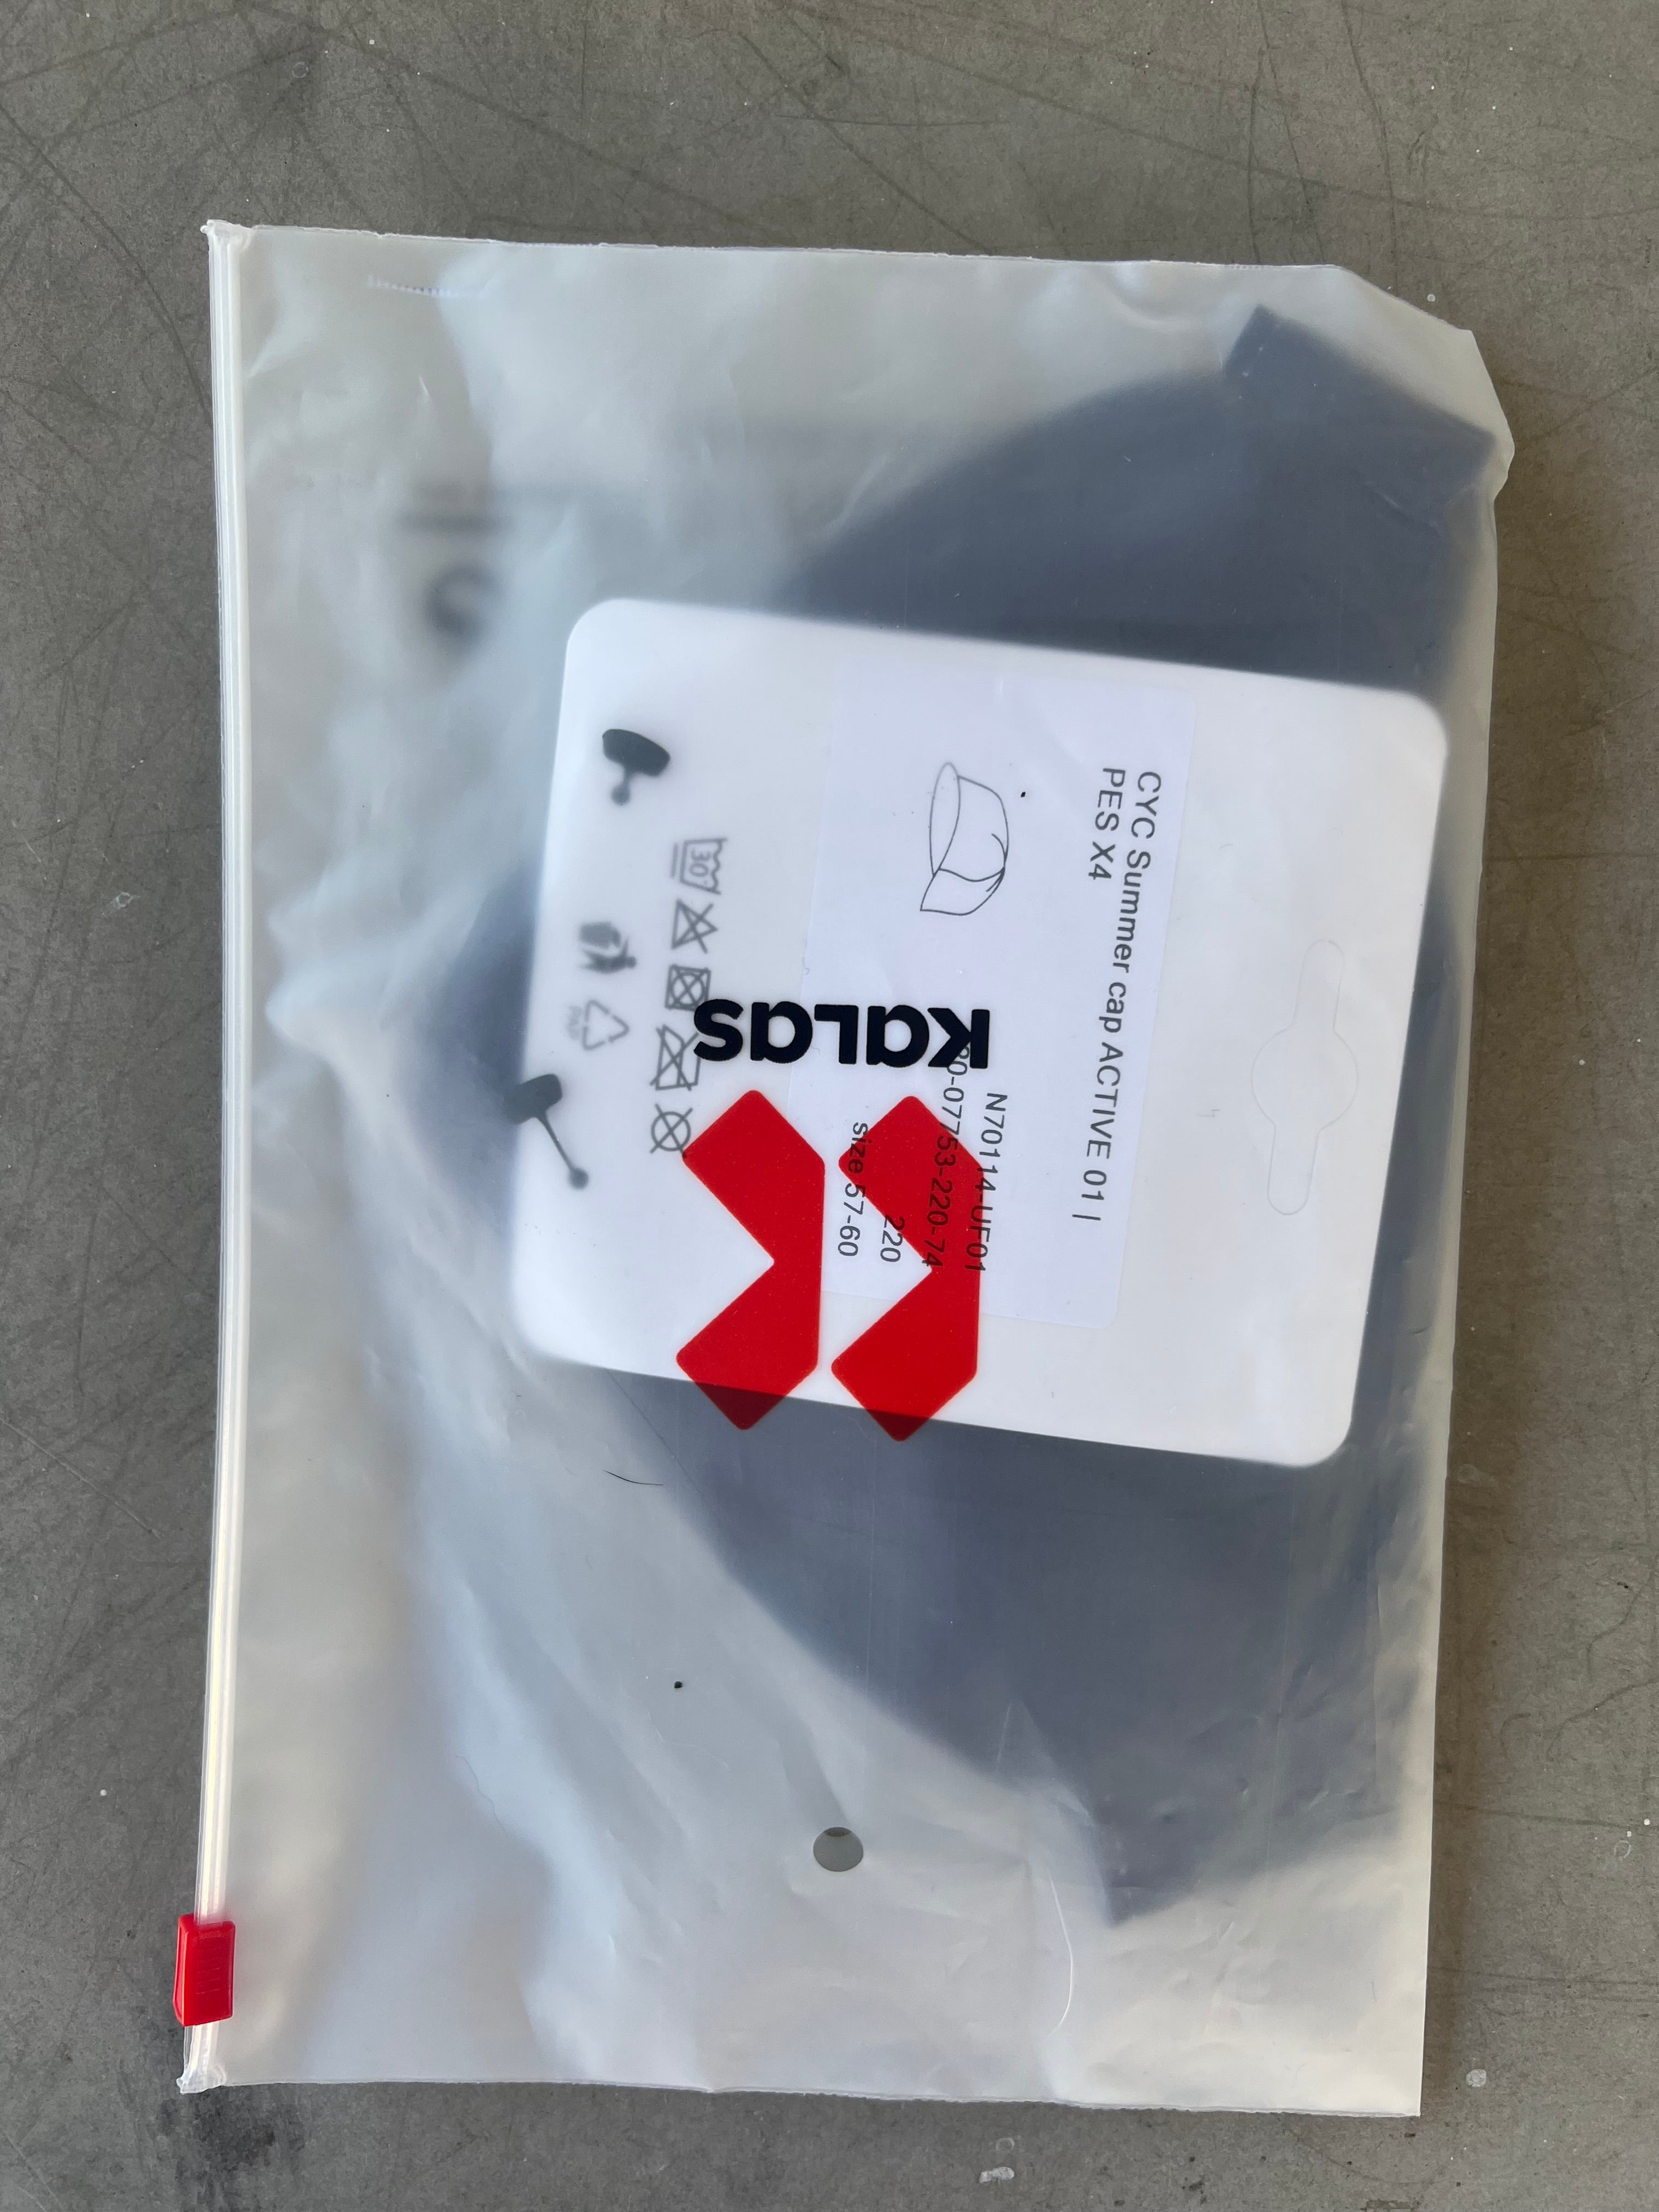 CYC Summer cap ACTIVE 01 |
PES X4
N70114-UF01
0-07753-220-74
220
size 57-60
30°
KaLas